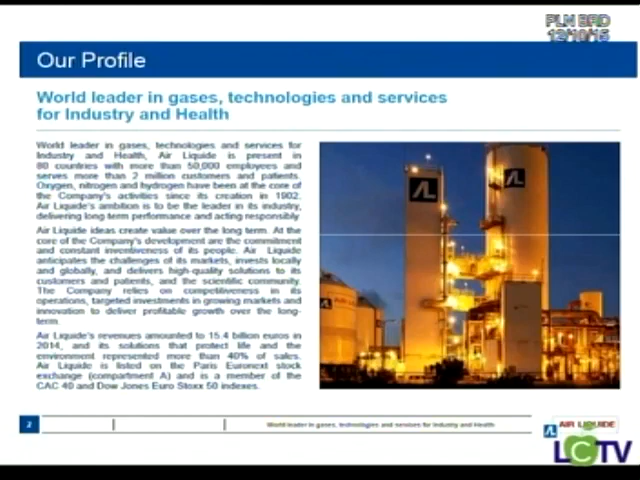 PLN BRD
12/10/15
Our Profile
World leader in gases, technologies and services
for Industry and Health
World leader in gases, technologies and services for
Industry and Health, Air Liquide is present in
80 countries with more than 50,000 employees and
serves more than 2 million customers and patients.
Oxygen, nitrogen and hydrogen have been at the core of
the Company's activities since its creation in 1902.
Air Liquide's ambition is to be the leader in its industry,
delivering long term performance and acting responsibly.
Air Liquide ideas create value over the long term. At the
core of the Company's development are the commitment
and constant inventiveness of its people. Air Liquide
anticipates the challenges of its markets, invests locally
and globally, and delivers high-quality solutions to its
customers and patients, and the scientific community.
The Company relies on competitiveness in its
operations, targeted investments in growing markets and
innovation to deliver profitable growth over the long-
term.
Air Liquide's revenues amounted to 15.4 billion euros in
2014, and its solutions that protect life and the
environment represented more than 40% of sales.
Air Liquide is listed on the Paris Euronext stock
exchange (compartment A) and is a member of the
CAC 40 and Dow Jones Euro Stoxx 50 indexes.
AL
AL
2
World leader in gases, technologies and services for Industry and Health
AIR LIQUIDE
LCTV